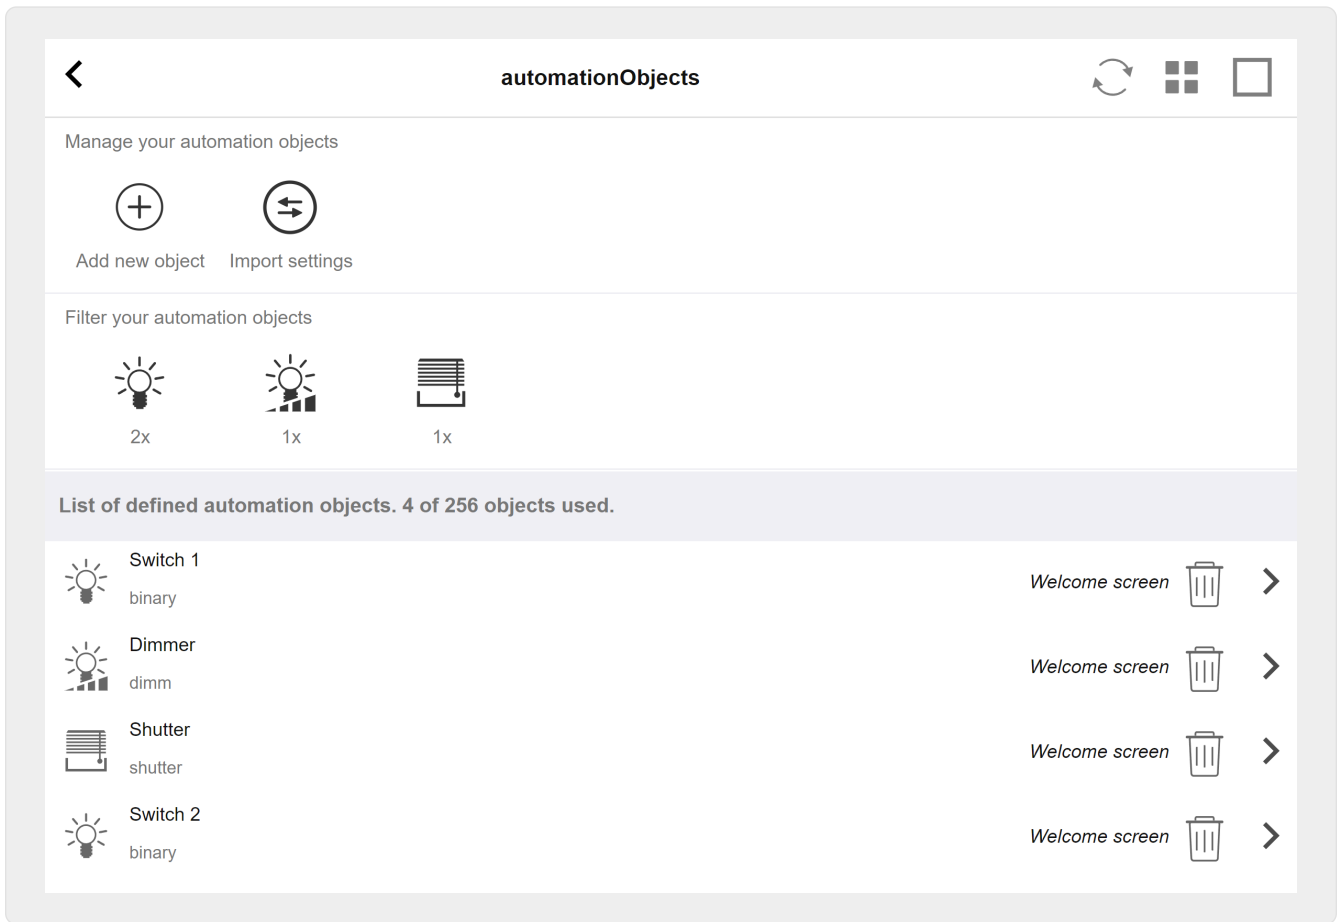 automationObjects
Manage your automation objects
Add new object
Import settings
Filter your automation objects
2x
1x
1x
List of defined automation objects. 4 of 256 objects used.
Switch 1
binary
Welcome screen
Dimmer
dimm
Welcome screen
Shutter
shutter
Welcome screen
Switch 2
binary
Welcome screen